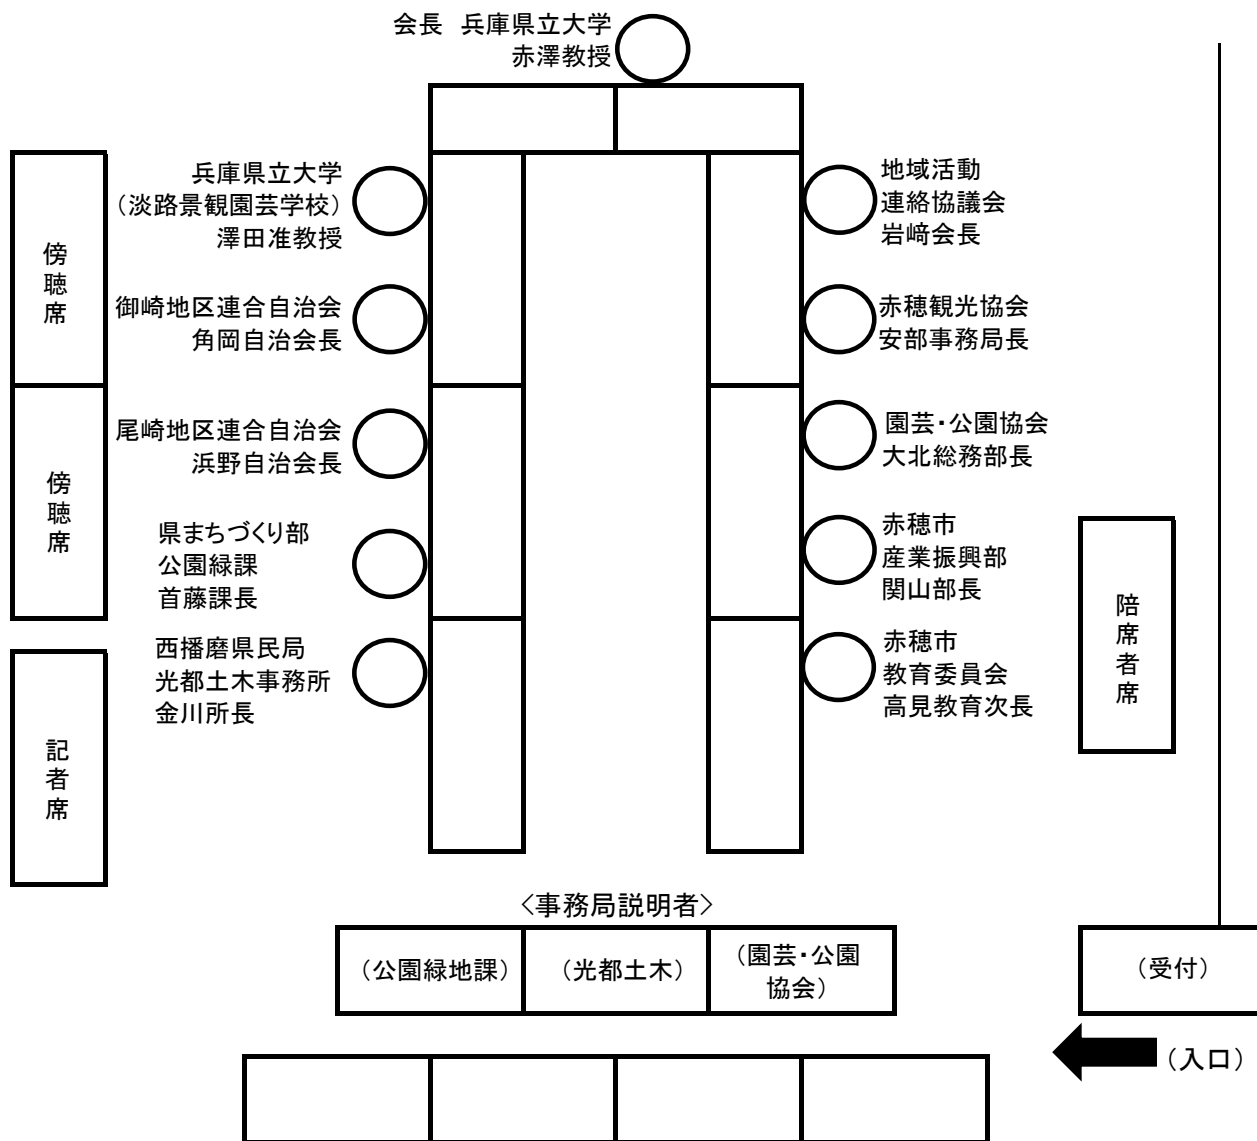 会長 兵庫県立大学
赤澤教授
兵庫県立大学
（淡路景観園芸学校）
澤田准教授
御崎地区連合自治会
角岡自治会長
尾崎地区連合自治会
浜野自治会長
県まちづくり部
公園緑課
首藤課長
西播磨県民局
光都土木事務所
金川所長
地域活動
連絡協議会
岩﨑会長
赤穂観光協会
安部事務局長
園芸・公園協会
大北総務部長
赤穂市
産業振興部
関山部長
赤穂市
教育委員会
高見教育次長
傍聴席
傍聴席
記者席
陪席者席
〈事務局説明者〉
（公園緑地課）
（光都土木）
（園芸・公園
協会）
（受付）
（入口）